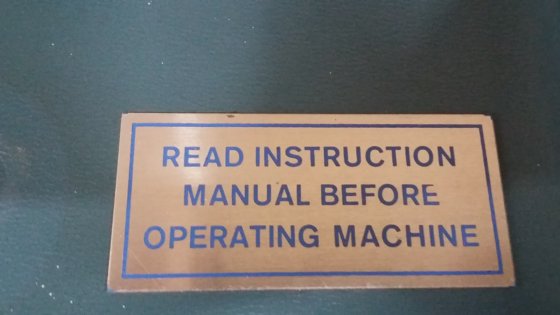 READ INSTRUCTION
MANUAL BEFORE
OPERATING MACHINE